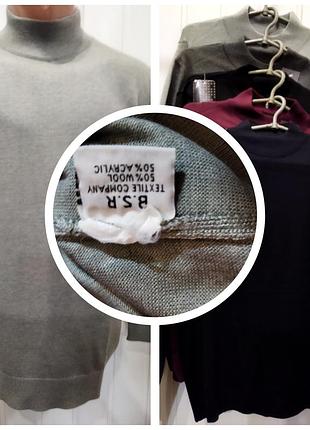 B.S.R
TEXTILE COMPANY
50%WOOL
50%ACRYLIC